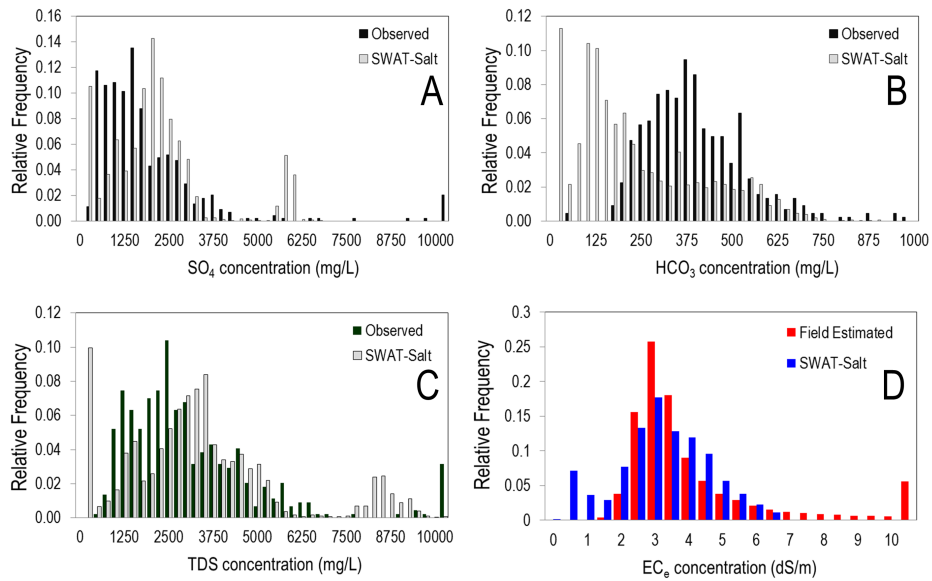 0.16
0.14
0.12
0.10
0.08
0.06
0.04
0.02
0.00
Relative Frequency
Observed
SWAT-Salt
A
0 1250 2500 3750 5000 6250 7500 8750 10000
SO4 concentration (mg/L)
0.12
0.10
0.08
0.06
0.04
0.02
0.00
Relative Frequency
Observed
SWAT-Salt
B
0 125 250 375 500 625 750 875 1000
HCO3 concentration (mg/L)
0.12
0.10
0.08
0.06
0.04
0.02
0.00
Relative Frequency
Observed
SWAT-Salt
C
0 1250 2500 3750 5000 6250 7500 8750 10000
TDS concentration (mg/L)
0.3
0.25
0.2
0.15
0.1
0.05
0
Relative Frequency
Field Estimated
SWAT-Salt
D
0 1 2 3 4 5 6 7 8 9 10
ECe concentration (dS/m)